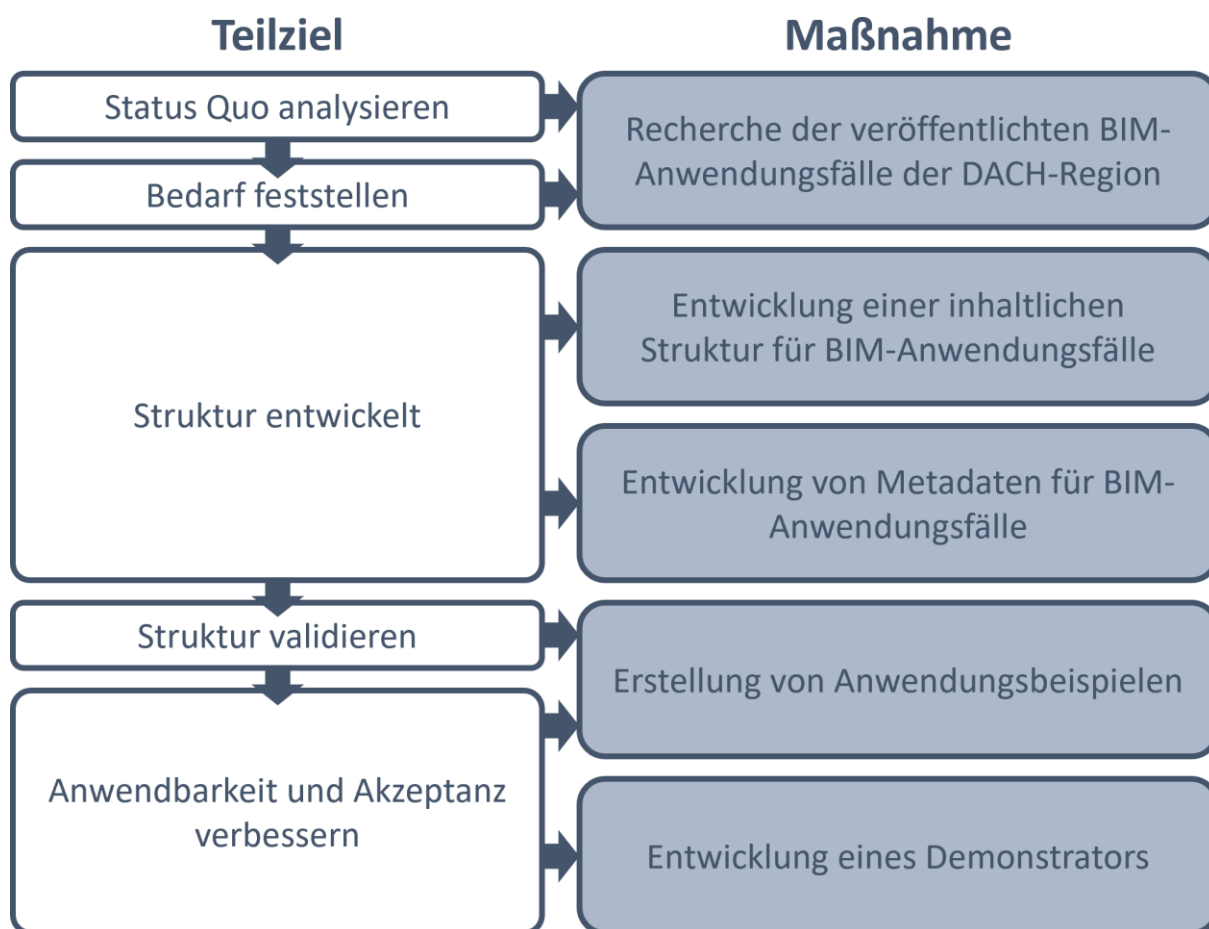 Teilziel
Maßnahme
Status Quo analysieren
Recherche der veröffentlichten BIM-
Anwendungsfälle der DACH-Region
Bedarf feststellen
Struktur entwickelt
Entwicklung einer inhaltlichen
Struktur für BIM-Anwendungsfälle
Entwicklung von Metadaten für BIM-
Anwendungsfälle
Struktur validieren
Erstellung von Anwendungsbeispielen
Anwendbarkeit und Akzeptanz
verbessern
Entwicklung eines Demonstrators